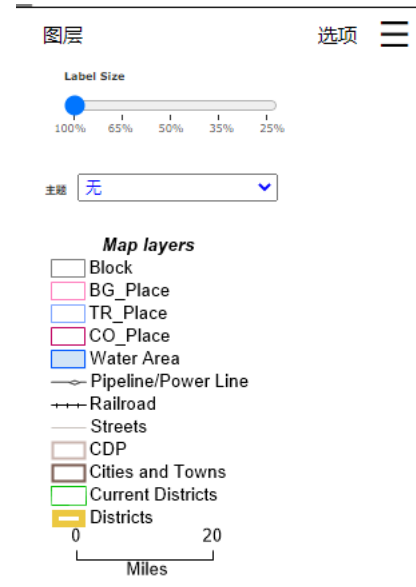 图层 选项
Label Size
100% 65% 50% 35% 25%
主题 无
Map layers
Block
BG_Place
TR_Place
CO_Place
Water Area
Pipeline/Power Line
Railroad
Streets
CDP
Cities and Towns
Current Districts
Districts
0 20
Miles